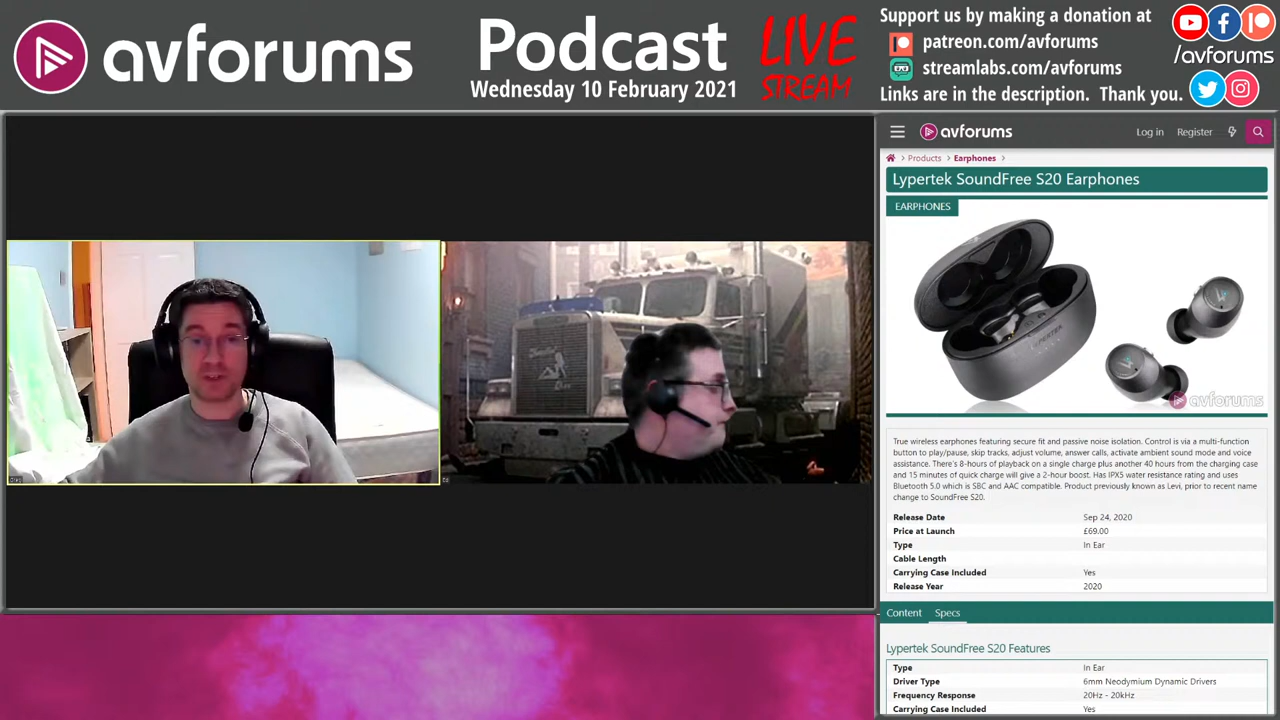 avforums
Podcast
Wednesday 10 February 2021
LIVE
STREAM
Support us by making a donation at
patreon.com/avforums
streamlabs.com/avforums
Links are in the description. Thank you.
/avforums
avforums
Log in
Register
Products
Earphones
Lypertek SoundFree S20 Earphones
EARPHONES
LYPERTEK
avforums
True wireless earphones featuring secure fit and passive noise isolation. Control is via a multi-function
button to play/pause, skip tracks, adjust volume, answer calls, activate ambient sound mode and voice
assistance. There's 8-hours of playback on a single charge plus another 40 hours from the charging case
and 15 minutes of quick charge will give a 2-hour boost. Has IPX5 water resistance rating and uses
Bluetooth 5.0 which is SBC and AAC compatible. Product previously known as Levi, prior to recent name
change to SoundFree S20.
Release Date Sep 24, 2020
Price at Launch £69.00
Type In Ear
Cable Length
Carrying Case Included Yes
Release Year 2020
Content Specs
Lypertek SoundFree S20 Features
Type In Ear
Driver Type 6mm Neodymium Dynamic Drivers
Frequency Response 20Hz - 20kHz
Carrying Case Included Yes